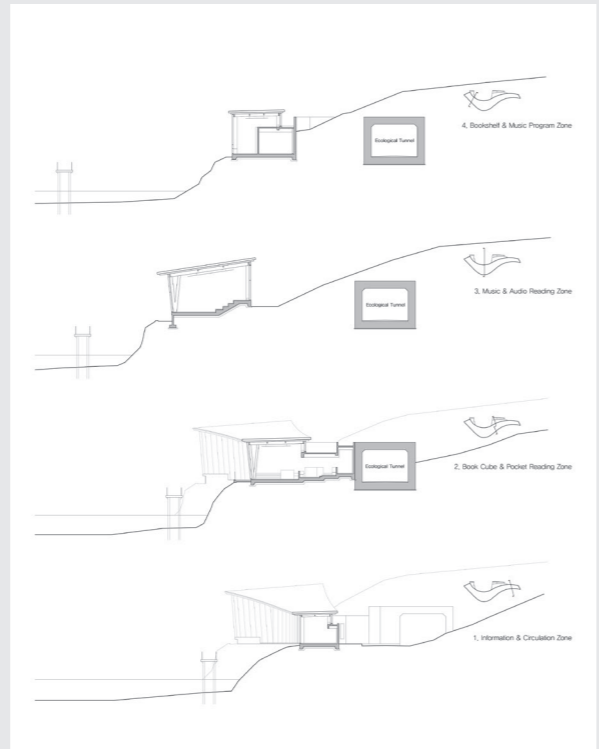 4, Bookshelf & Music Program Zone
Ecological Tunnel
3, Music & Audio Reading Zone
Ecological Tunnel
2, Book Cube & Pocket Reading Zone
Ecological Tunnel
1, Information & Circulation Zone